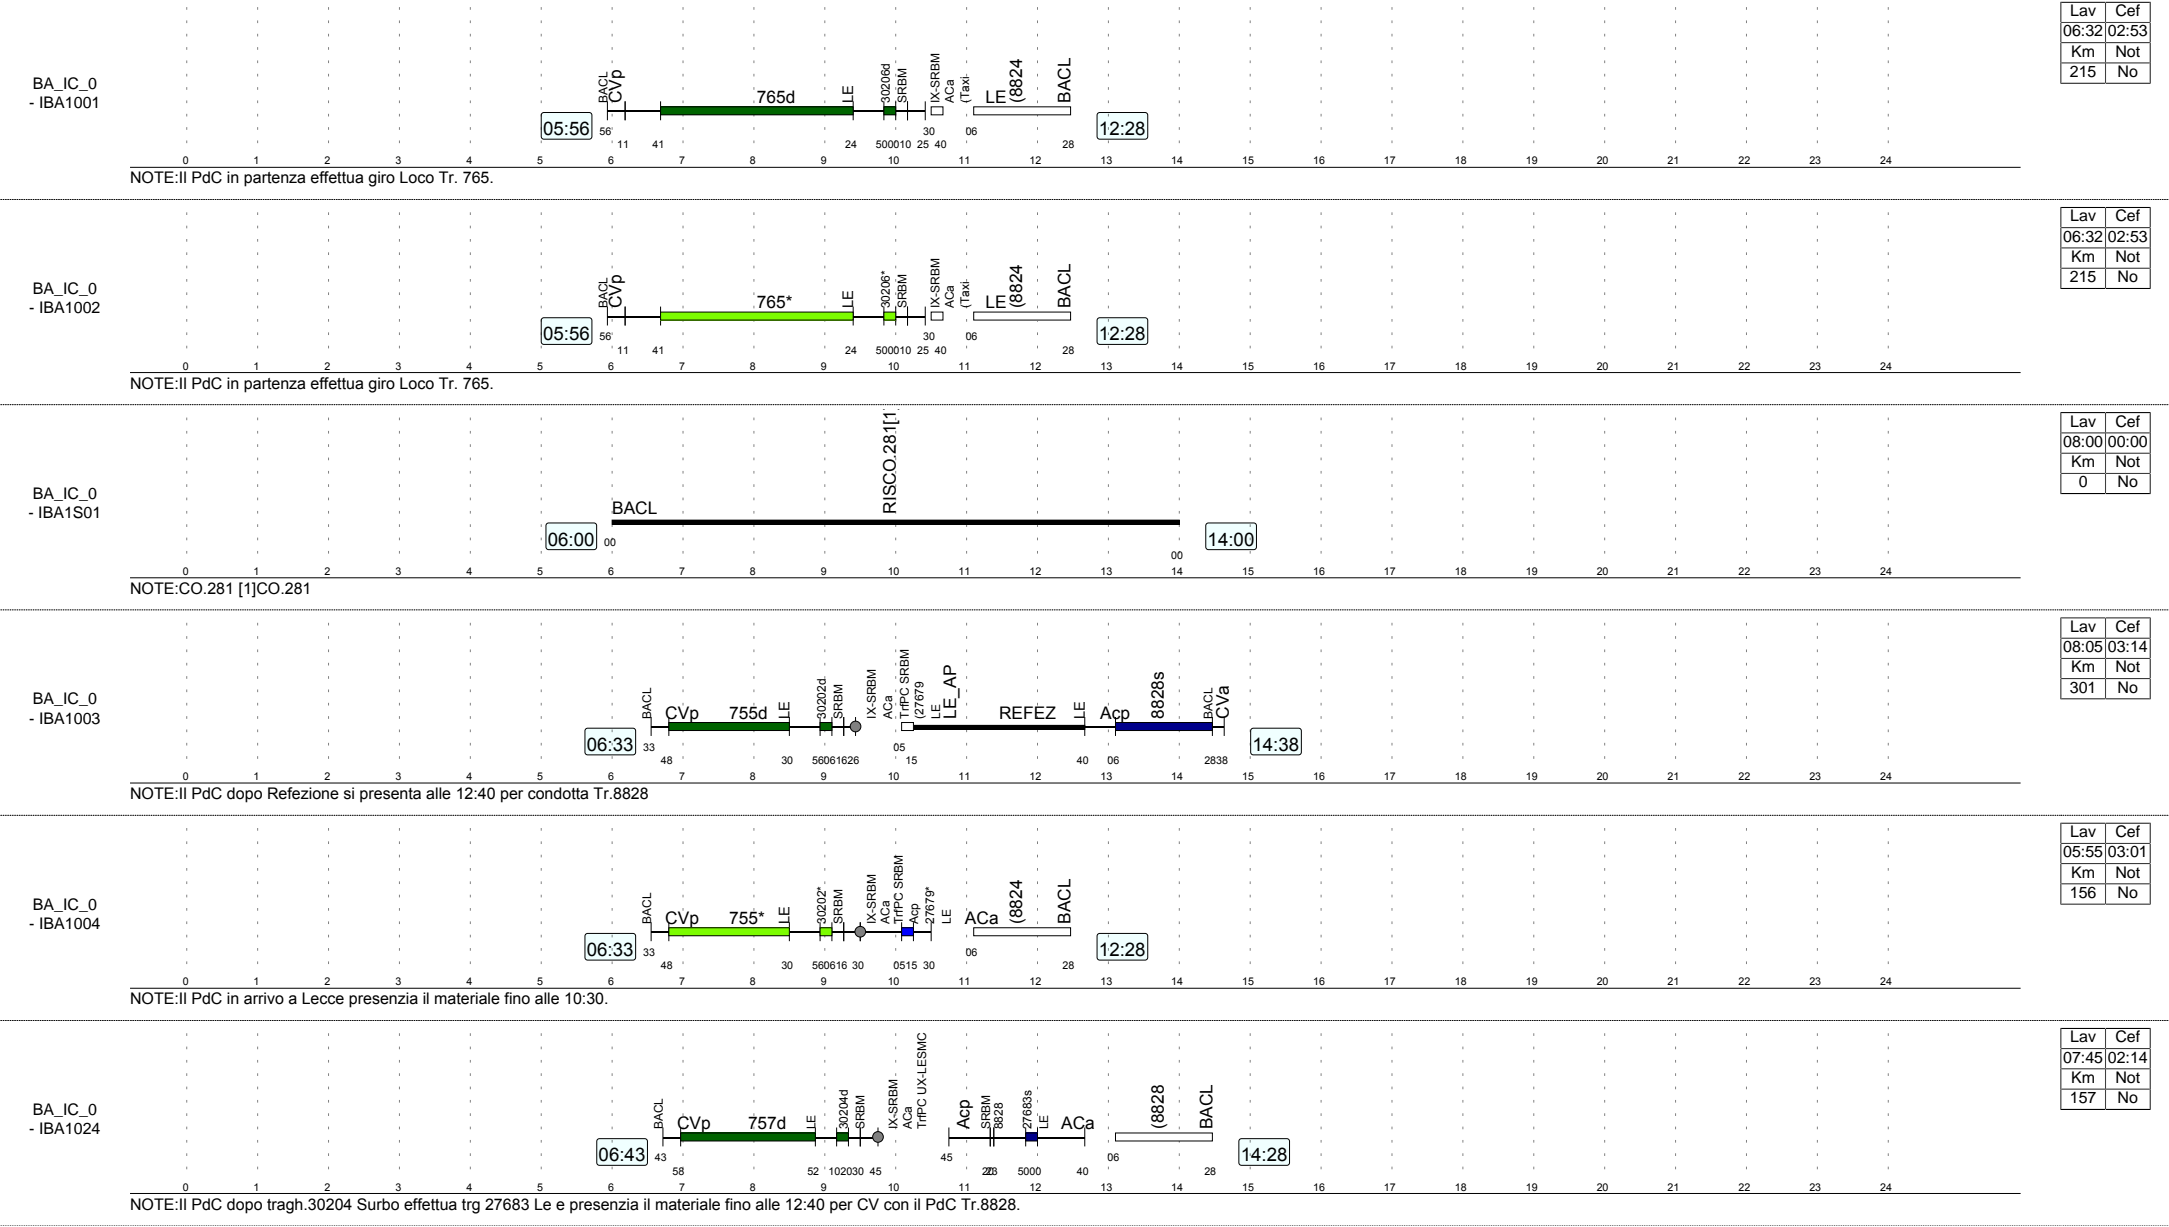 Lav Cef
06:32 02:53
Km Not
215 No
BA_IC_0
- IBA1001
BACL CVp 765d LE 30206d SRBM IX-SRBM ACa (Taxi- LE (8824 BACL
05:56 56 30 06 12:28
11 41 24 500010 25 40 28
0 1 2 3 4 5 6 7 8 9 10 11 12 13 14 15 16 17 18 19 20 21 22 23 24
NOTE:Il PdC in partenza effettua giro Loco Tr. 765.
Lav Cef
06:32 02:53
Km Not
215 No
BA_IC_0
- IBA1002
BACL CVp 765* LE 30206* SRBM IX-SRBM ACa (Taxi- LE (8824 BACL
05:56 56 30 06 12:28
11 41 24 500010 25 40 28
0 1 2 3 4 5 6 7 8 9 10 11 12 13 14 15 16 17 18 19 20 21 22 23 24
NOTE:Il PdC in partenza effettua giro Loco Tr. 765.
Lav Cef
08:00 00:00
Km Not
0 No
BA_IC_0
- IBA1S01
BACL RISCO.281[1]
06:00 00 14:00
00
0 1 2 3 4 5 6 7 8 9 10 11 12 13 14 15 16 17 18 19 20 21 22 23 24
NOTE:CO.281 [1]CO.281
Lav Cef
08:05 03:14
Km Not
301 No
BA_IC_0
- IBA1003
BACL CVp 755d LE 30202d SRBM IX-SRBM ACa TrfPC SRBM (27679 LE LE_AP REFEZ LE Acp 8828s BACL CVa
06:33 33 05 14:38
48 30 56061626 15 40 06 2838
0 1 2 3 4 5 6 7 8 9 10 11 12 13 14 15 16 17 18 19 20 21 22 23 24
NOTE:Il PdC dopo Refezione si presenta alle 12:40 per condotta Tr.8828
Lav Cef
05:55 03:01
Km Not
156 No
BA_IC_0
- IBA1004
BACL CVp 755* LE 30202* SRBM IX-SRBM ACa TrfPC SRBM Acp 27679* LE ACa (8824 BACL
06:33 33 06 12:28
48 30 560616 30 0515 30 28
0 1 2 3 4 5 6 7 8 9 10 11 12 13 14 15 16 17 18 19 20 21 22 23 24
NOTE:Il PdC in arrivo a Lecce presenzia il materiale fino alle 10:30.
Lav Cef
07:45 02:14
Km Not
157 No
BA_IC_0
- IBA1024
BACL CVp 757d LE 30204d SRBM IX-SRBM ACa TrfPC UX-LESMC Acp SRBM 8828 27683s LE ACa (8828 BACL
06:43 43 45 06 14:28
58 52 102030 45 5000 40 28
0 1 2 3 4 5 6 7 8 9 10 11 12 13 14 15 16 17 18 19 20 21 22 23 24
NOTE:Il PdC dopo tragh.30204 Surbo effettua trg 27683 Le e presenzia il materiale fino alle 12:40 per CV con il PdC Tr.8828.